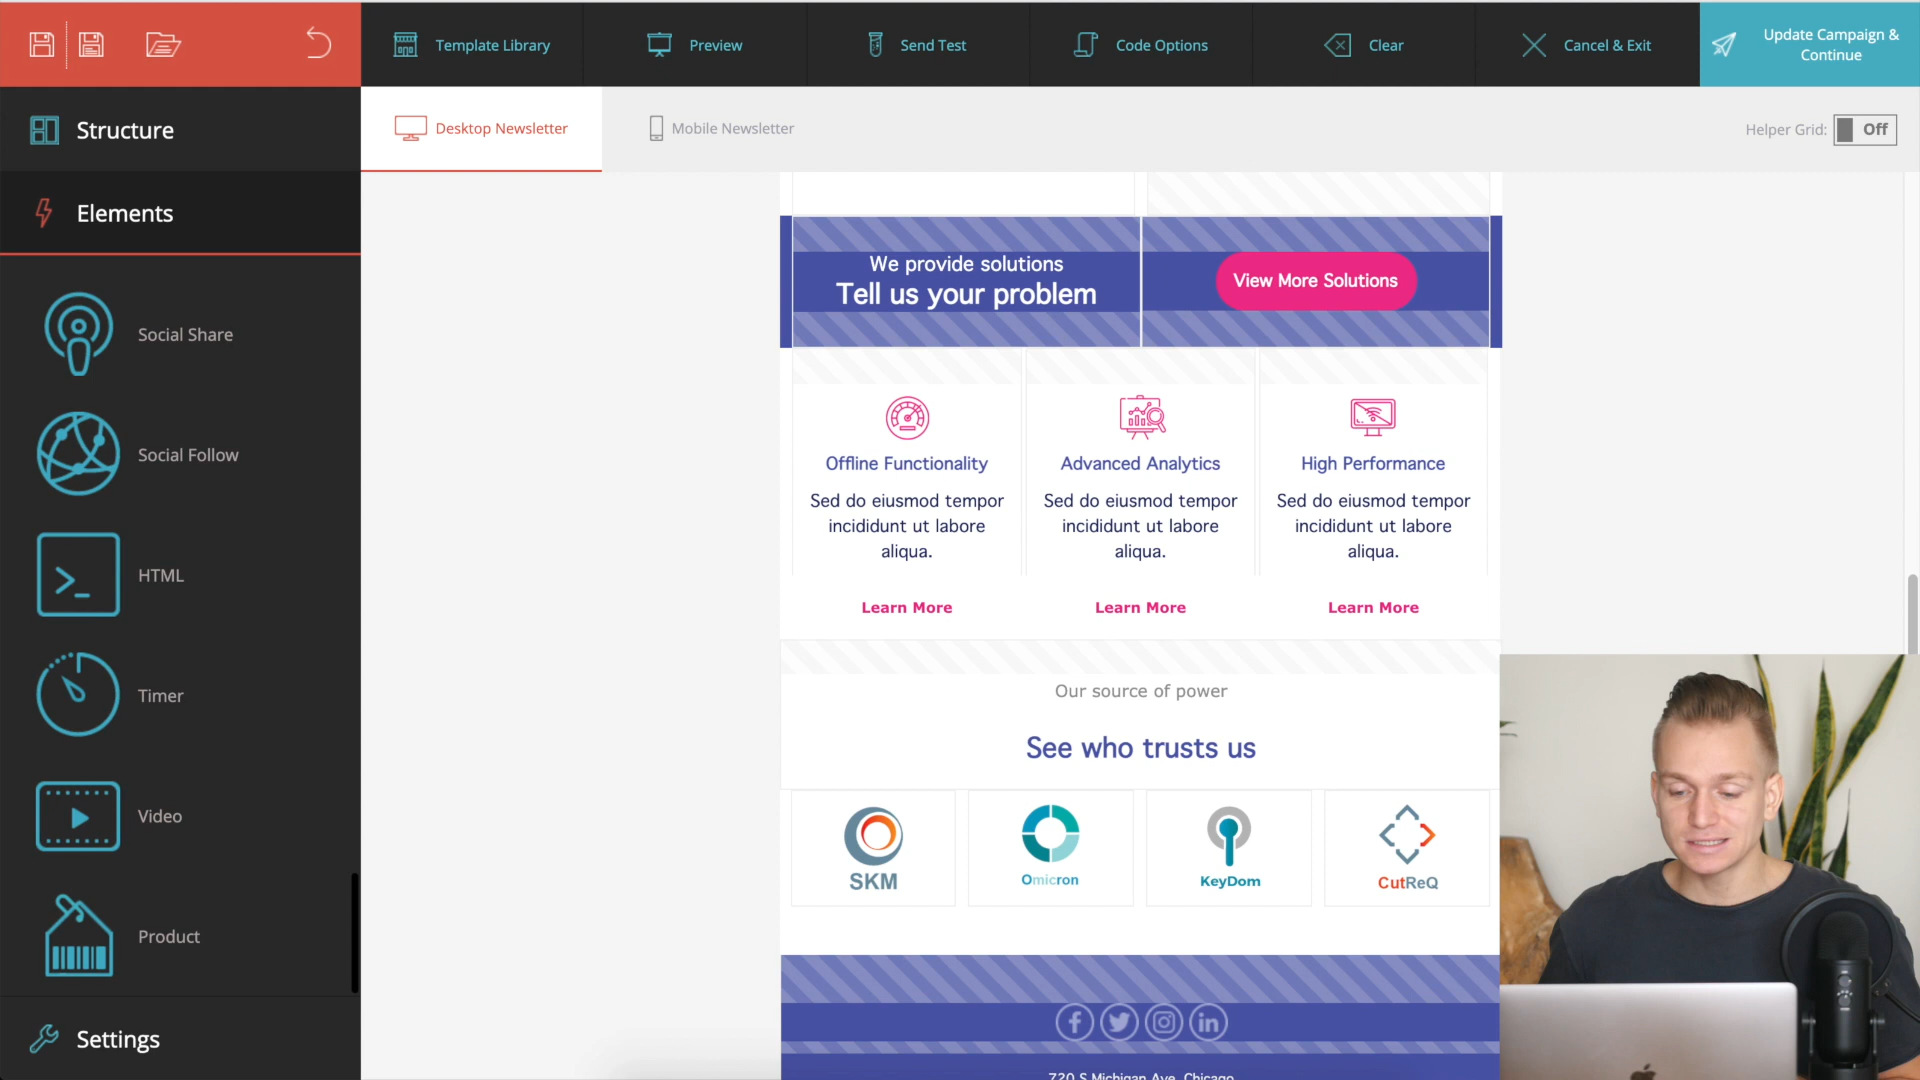 Template Library
Preview
Send Test
Code Options
Clear
Cancel & Exit
Update Campaign &
Continue
Structure
Desktop Newsletter
Mobile Newsletter
Helper Grid:
Off
Elements
Social Share
Social Follow
HTML
Timer
Video
Product
Settings
We provide solutions
Tell us your problem
View More Solutions
Offline Functionality
Sed do eiusmod tempor
incididunt ut labore
aliqua.
Learn More
Advanced Analytics
Sed do eiusmod tempor
incididunt ut labore
aliqua.
Learn More
High Performance
Sed do eiusmod tempor
incididunt ut labore
aliqua.
Learn More
Our source of power
See who trusts us
SKM
Omicron
KeyDom
CutReQ
720 S Michigan Ave, Chicago